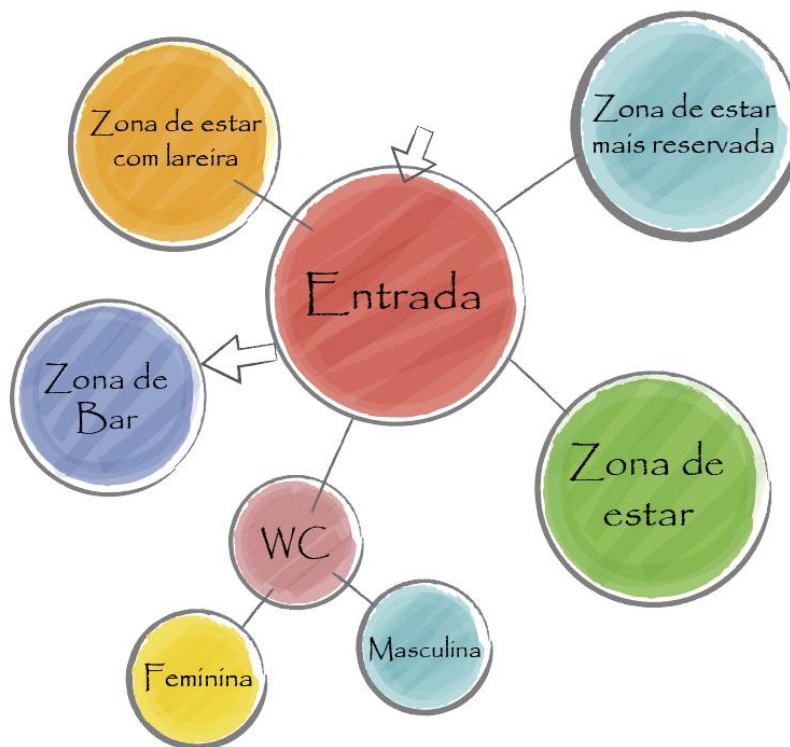 Zona de estar
com lareira
Zona de estar
mais reservada
Entrada
Zona de
Bar
Zona de
estar
WC
Feminina
Masculina